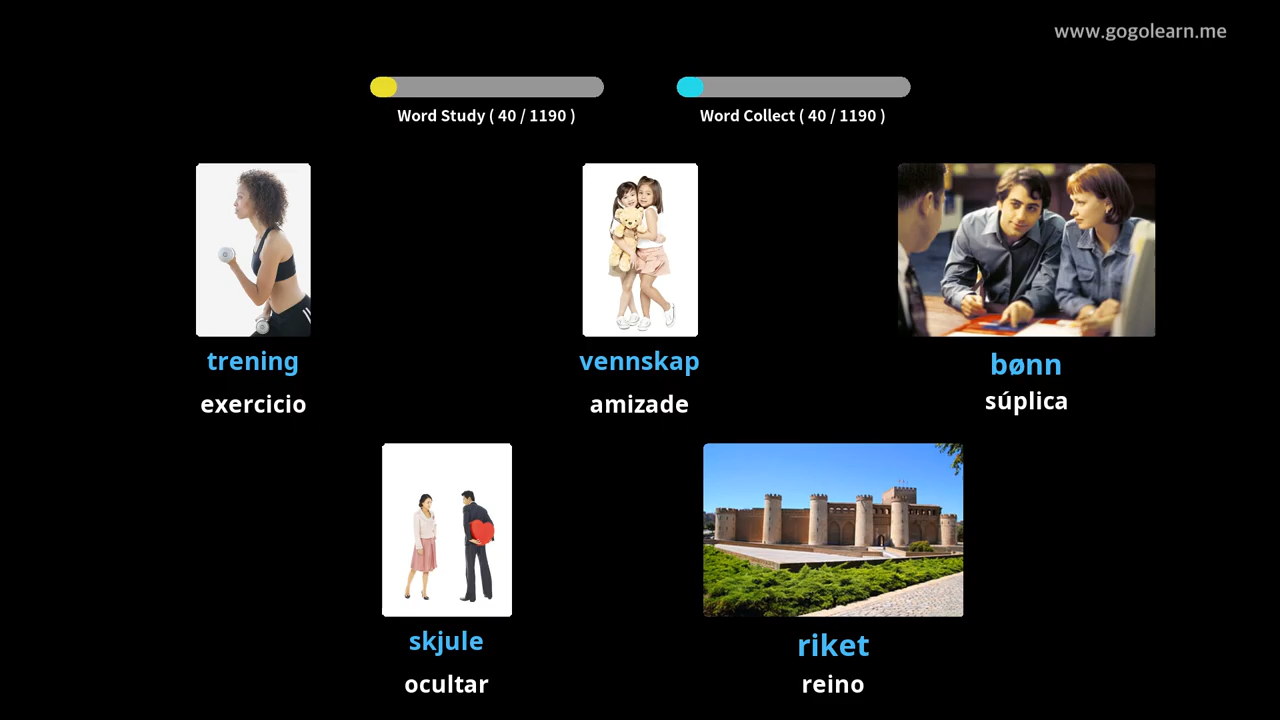 www.gogolearn.me
Word Study ( 40 / 1190 )
Word Collect ( 40 / 1190 )
trening
vennskap
bønn
exercicio
amizade
súplica
skjule
riket
ocultar
reino